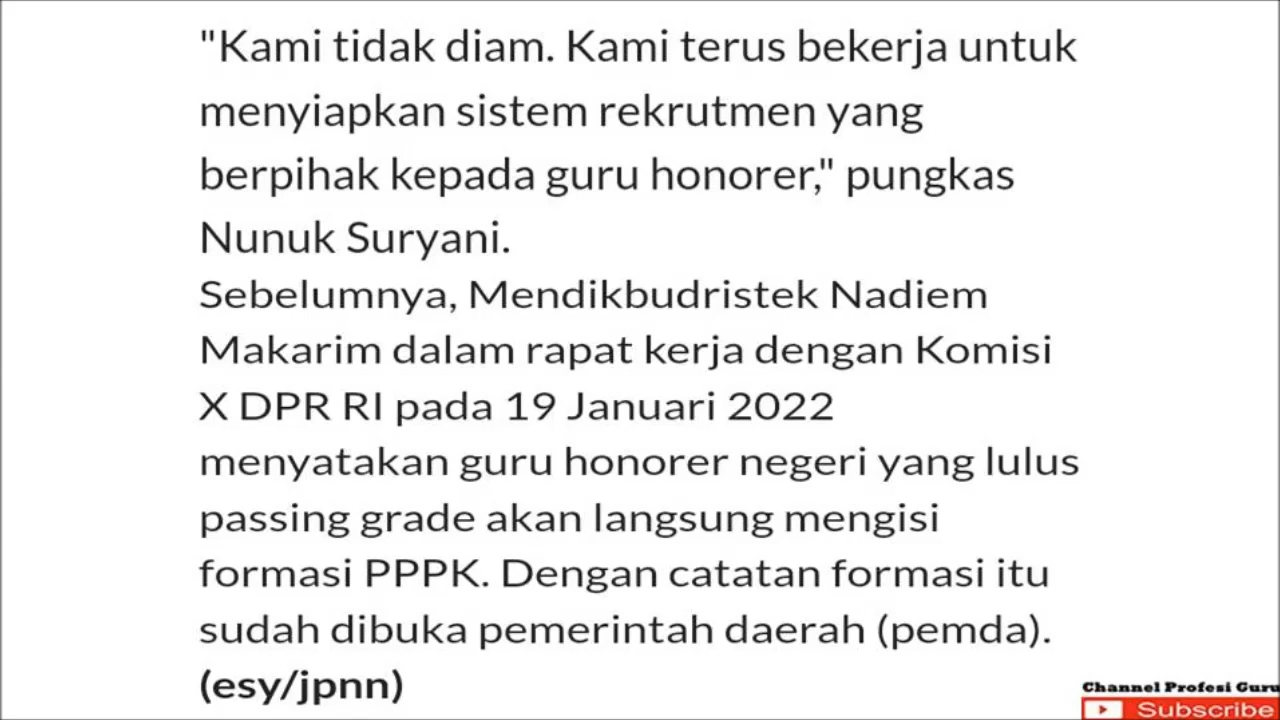 "Kami tidak diam. Kami terus bekerja untuk
menyiapkan sistem rekrutmen yang
berpihak kepada guru honorer," pungkas
Nunuk Suryani.
Sebelumnya, Mendikbudristek Nadiem
Makarim dalam rapat kerja dengan Komisi
X DPR RI pada 19 Januari 2022
menyatakan guru honorer negeri yang lulus
passing grade akan langsung mengisi
formasi PPPK. Dengan catatan formasi itu
sudah dibuka pemerintah daerah (pemda).
(esy/jpnn)
Channel Profesi Guru
Subscribe